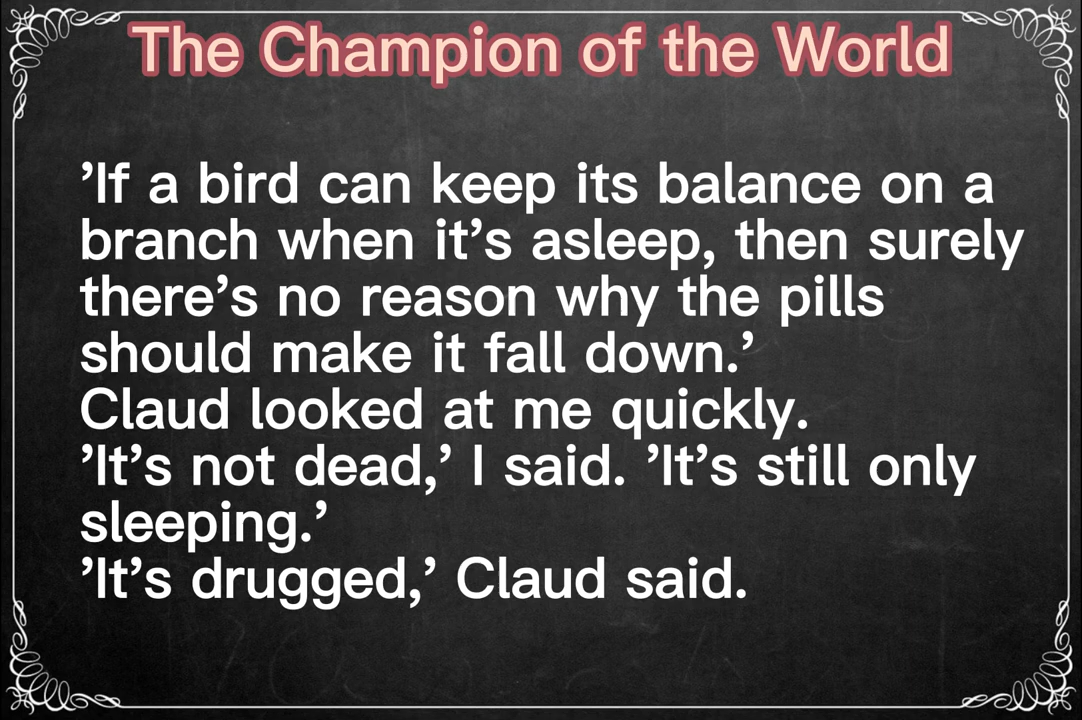 The Champion of the World
’If a bird can keep its balance on a
branch when it’s asleep, then surely
there’s no reason why the pills
should make it fall down.’
Claud looked at me quickly.
’It’s not dead,’ I said. ’It’s still only
sleeping.’
’It’s drugged,’ Claud said.